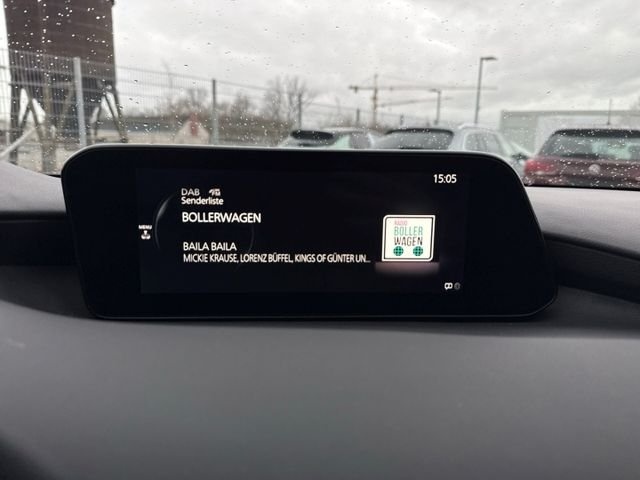 15:05
DAB
Senderliste
BOLLERWAGEN
MENU
BAILA BAILA
MICKIE KRAUSE, LORENZ BÜFFEL, KINGS OF GÜNTER UN...
RADIO
BOLLER
WAGEN